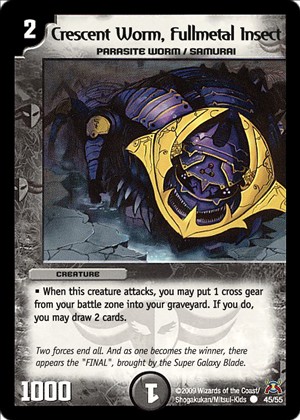 2
Crescent Worm, Fullmetal Insect
PARASITE WORM / SAMURAI
CREATURE
▪ When this creature attacks, you may put 1 cross gear
from your battle zone into your graveyard. If you do,
you may draw 2 cards.
Two forces end all. And as one becomes the winner, there
appears the "FINAL", brought by the Super Galaxy Blade.
1000
1
©2009 Wizards of the Coast/
Shogakukan/Mitsui-Kids
45/55